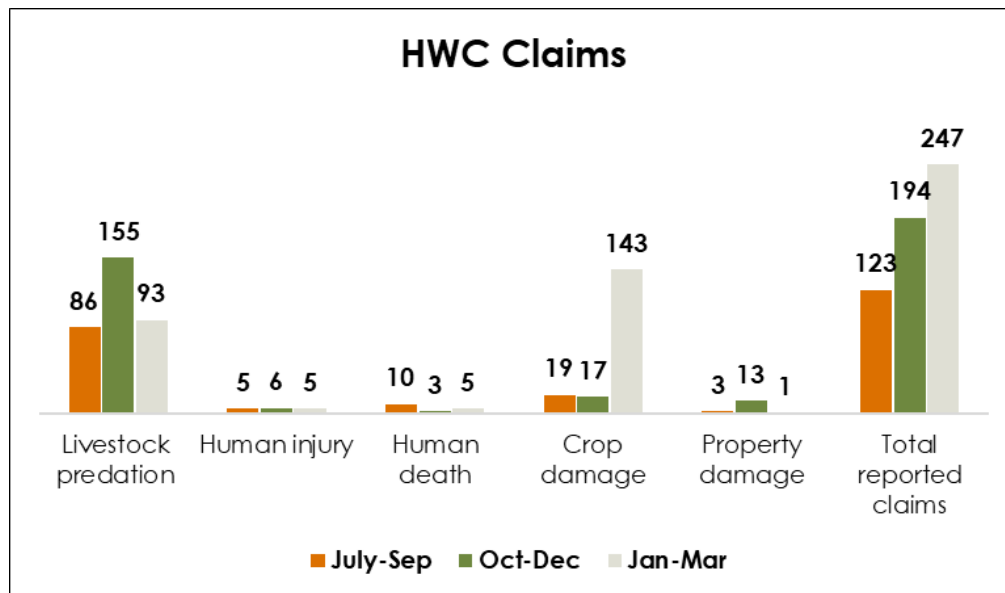 HWC Claims
86
155
93
5
6
5
10
3
5
19
17
143
3
13
1
123
194
247
Livestock
predation
Human injury
Human
death
Crop
damage
Property
damage
Total
reported
claims
July-Sep
Oct-Dec
Jan-Mar